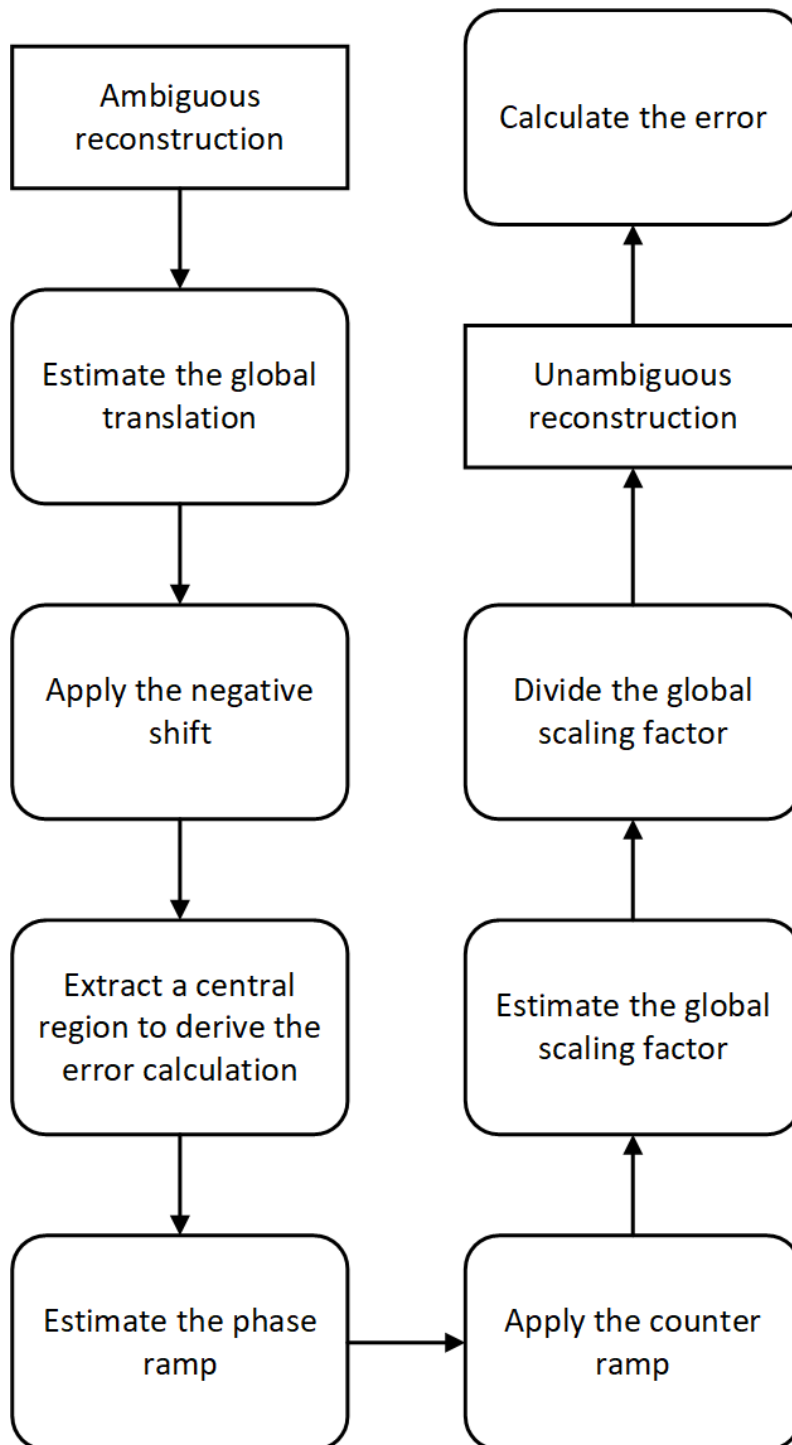 Ambiguous
reconstruction
Estimate the global
translation
Apply the negative
shift
Extract a central
region to derive the
error calculation
Estimate the phase
ramp
Apply the counter
ramp
Estimate the global
scaling factor
Divide the global
scaling factor
Unambiguous
reconstruction
Calculate the error